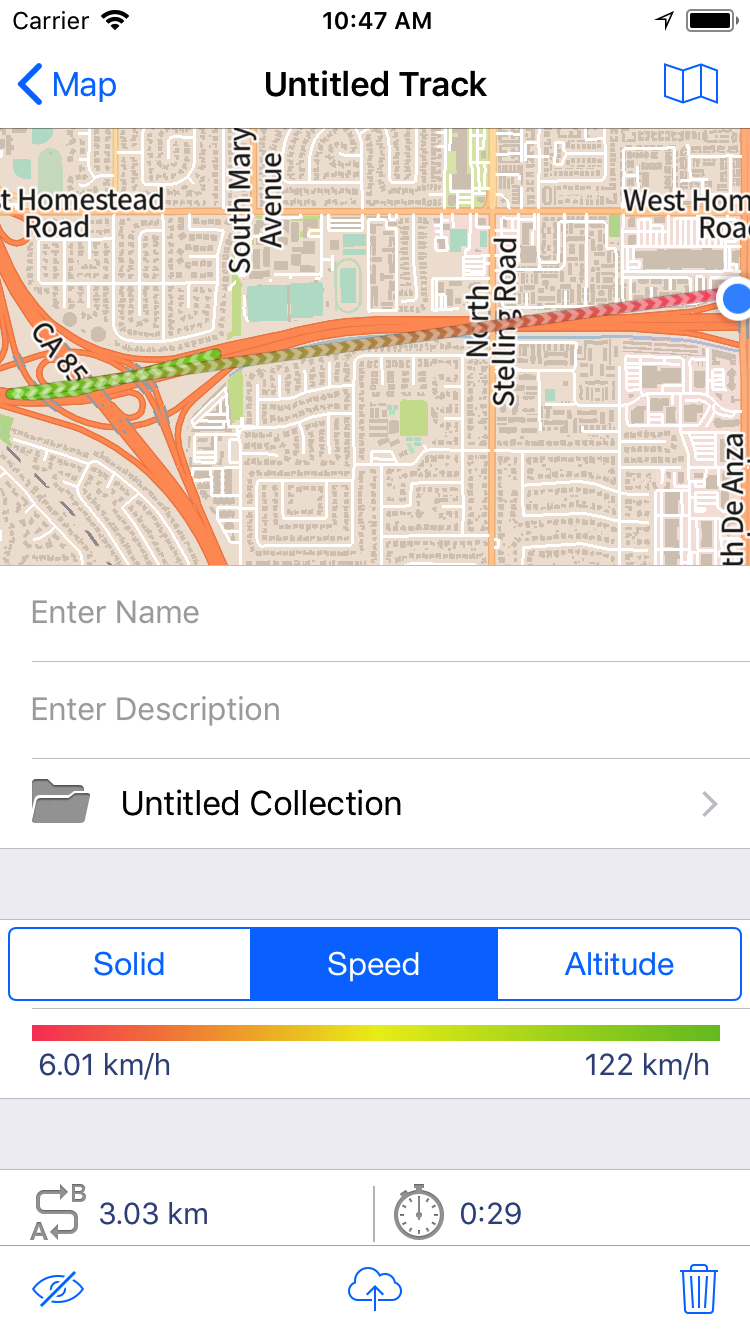 Carrier 10:47 AM
Map Untitled Track
t Homestead
Road
South Mary
Avenue
West Hom
Roa
CA 85
North
Stelling Road
th De Anza
Enter Name
Enter Description
Untitled Collection
Solid Speed Altitude
6.01 km/h 122 km/h
A B 3.03 km 0:29